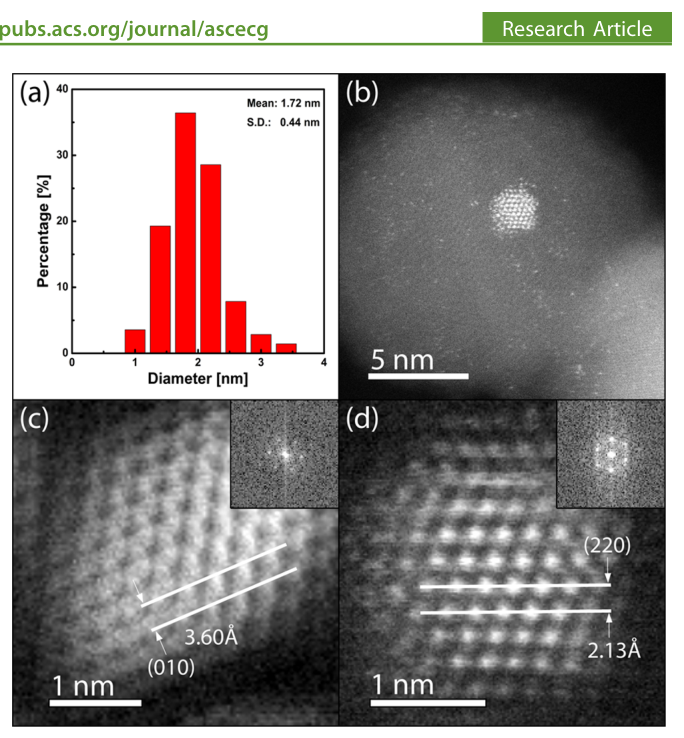 pubs.acs.org/journal/ascecg
Research Article
(a)
40
30
20
10
0
Percentage [%]
Mean: 1.72 nm
S.D.: 0.44 nm
0 1 2 3 4
Diameter [nm]
(b)
5 nm
(c)
3.60Å
(010)
1 nm
(d)
(220)
2.13Å
1 nm